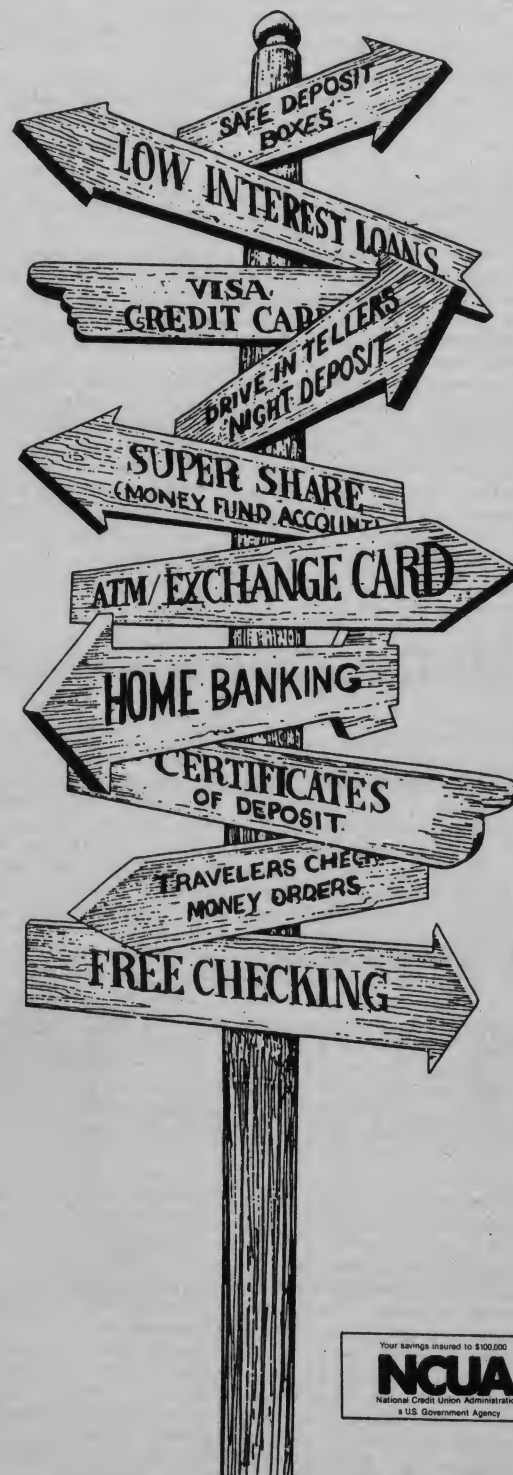 SAFE DEPOSIT
BOXES
LOW INTEREST LOANS
VISA
CREDIT CARD
DRIVE IN TELLERS
NIGHT DEPOSIT
SUPER SHARE
(MONEY FUND ACCOUNT)
ATM/EXCHANGE CARD
HOME BANKING
CERTIFICATES
OF DEPOSIT
TRAVELERS CHECK
MONEY ORDERS
FREE CHECKING
Your savings insured to $100,000
NCUA
National Credit Union Administration
a U.S. Government Agency